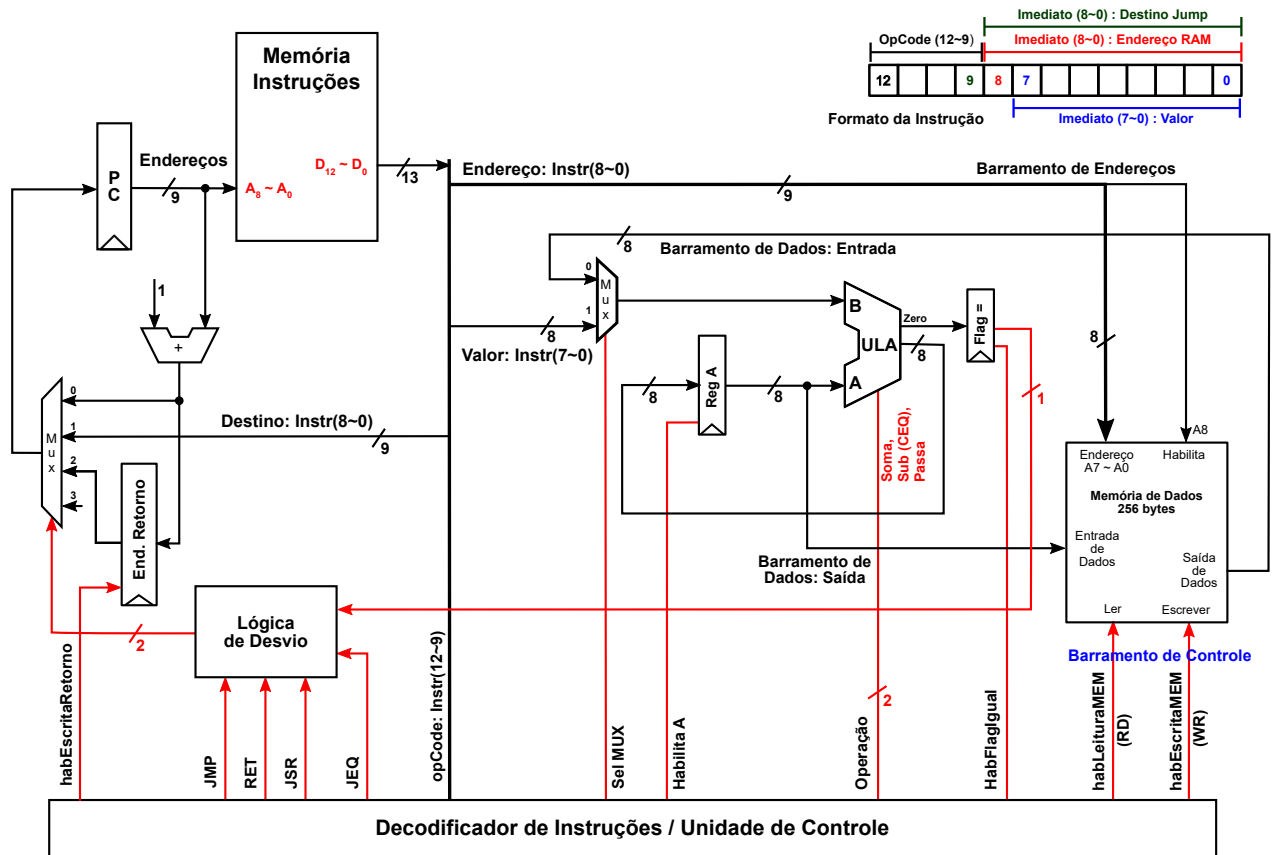 Imediato (8~0) : Destino Jump
OpCode (12~9)
Imediato (8~0) : Endereço RAM
12
9
8
7
0
Formato da Instrução
Imediato (7~0) : Valor
Memória
Instruções
P
C
Endereços
9
A8 ~ A0
D12 ~ D0
13
Endereço: Instr(8~0)
9
Barramento de Endereços
8
Barramento de Dados: Entrada
0
M
u
x
1
8
Valor: Instr(7~0)
1
+
B
ULA
A
Zero
8
Flag =
8
Reg A
8
8
1
Soma,
Sub (CEQ),
Passa
0
1
2
3
M
u
x
Destino: Instr(8~0)
9
End. Retorno
A8
Endereço
A7 ~ A0
Habilita
Memória de Dados
256 bytes
Entrada
de
Dados
Saída
de
Dados
Ler
Escrever
Barramento de
Dados: Saída
Barramento de Controle
Lógica
de Desvio
2
2
habEscritaRetorno
JMP
RET
JSR
JEQ
opCode: Instr(12~9)
Sel MUX
Habilita A
Operação
HabFlagIgual
habLeituraMEM
(RD)
habEscritaMEM
(WR)
Decodificador de Instruções / Unidade de Controle